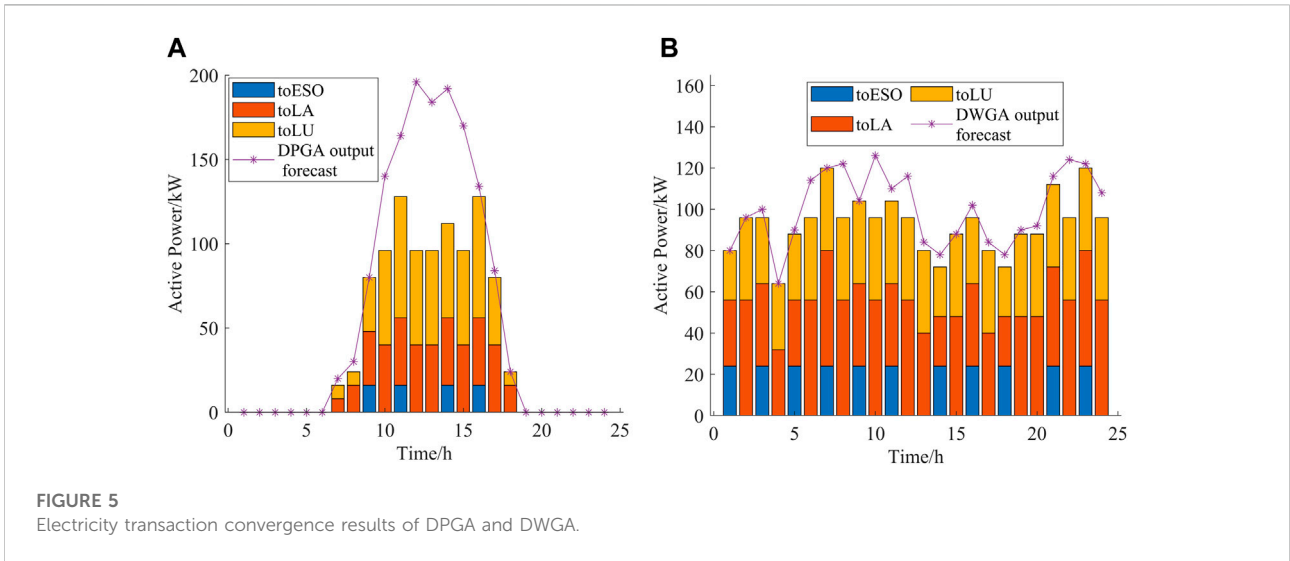 A
200
150
100
50
0
Active Power/kW
toESO
toLA
toLU
DPGA output
forecast
0 5 10 15 20 25
Time/h
B
160
140
120
100
80
60
40
20
0
Active Power/kW
toESO toLU
toLA DWGA output
forecast
0 5 10 15 20 25
Time/h
FIGURE 5
Electricity transaction convergence results of DPGA and DWGA.